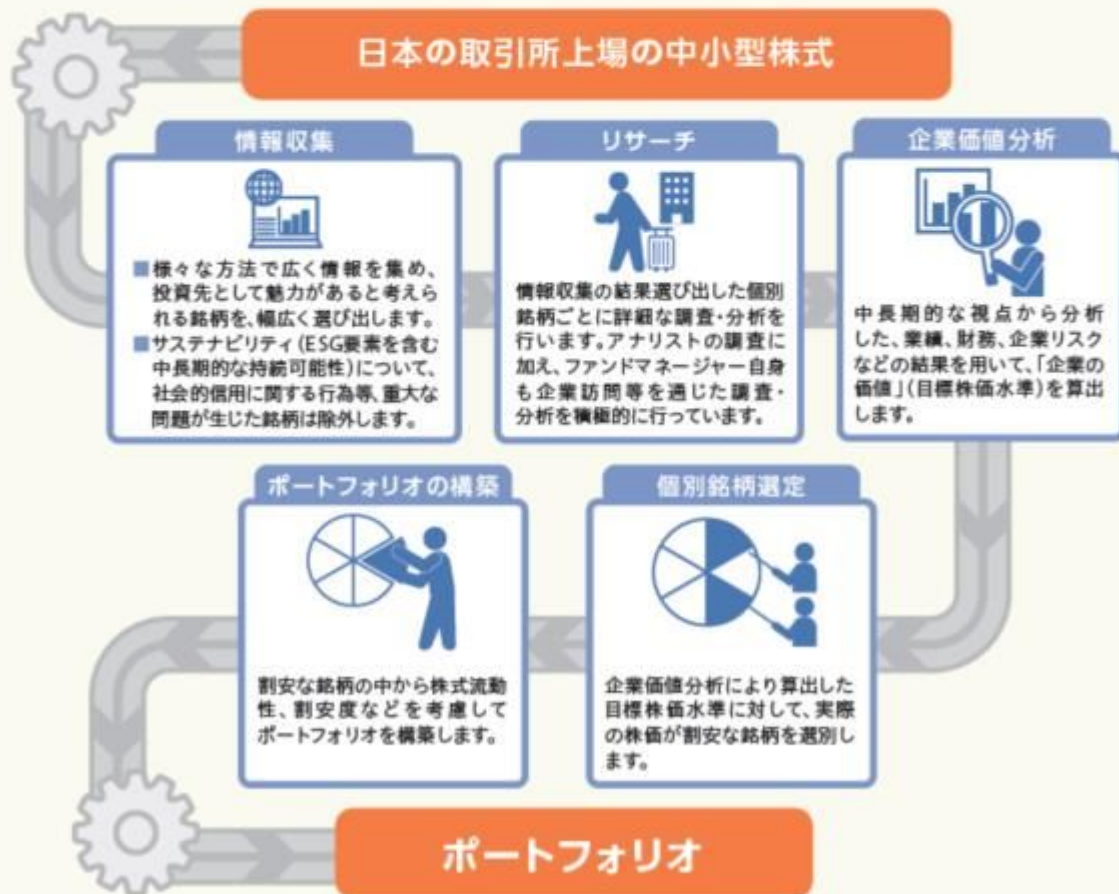 日本の取引所上場の中小型株式
情報収集
■様々な方法で広く情報を集め、
投資先として魅力があると考えら
れる銘柄を、幅広く選び出します。
■サステナビリティ(ESG要素を含む
中長期的な持続可能性)について、
社会的信用に関する行為等、重大な
問題が生じた銘柄は除外します。
リサーチ
情報収集の結果選び出した個別
銘柄ごとに詳細な調査・分析を
行います。アナリストの調査に
加え、ファンドマネージャー自身
も企業訪問等を通じた調査・
分析を積極的に行っています。
企業価値分析
中長期的な視点から分析
した、業績、財務、企業リスク
などの結果を用いて、「企業の
価値」(目標株価水準)を算出
します。
個別銘柄選定
企業価値分析により算出した
目標株価水準に対して、実際
の株価が割安な銘柄を選別し
ます。
ポートフォリオの構築
割安な銘柄の中から株式流動
性、割安度などを考慮して
ポートフォリオを構築します。
ポートフォリオ